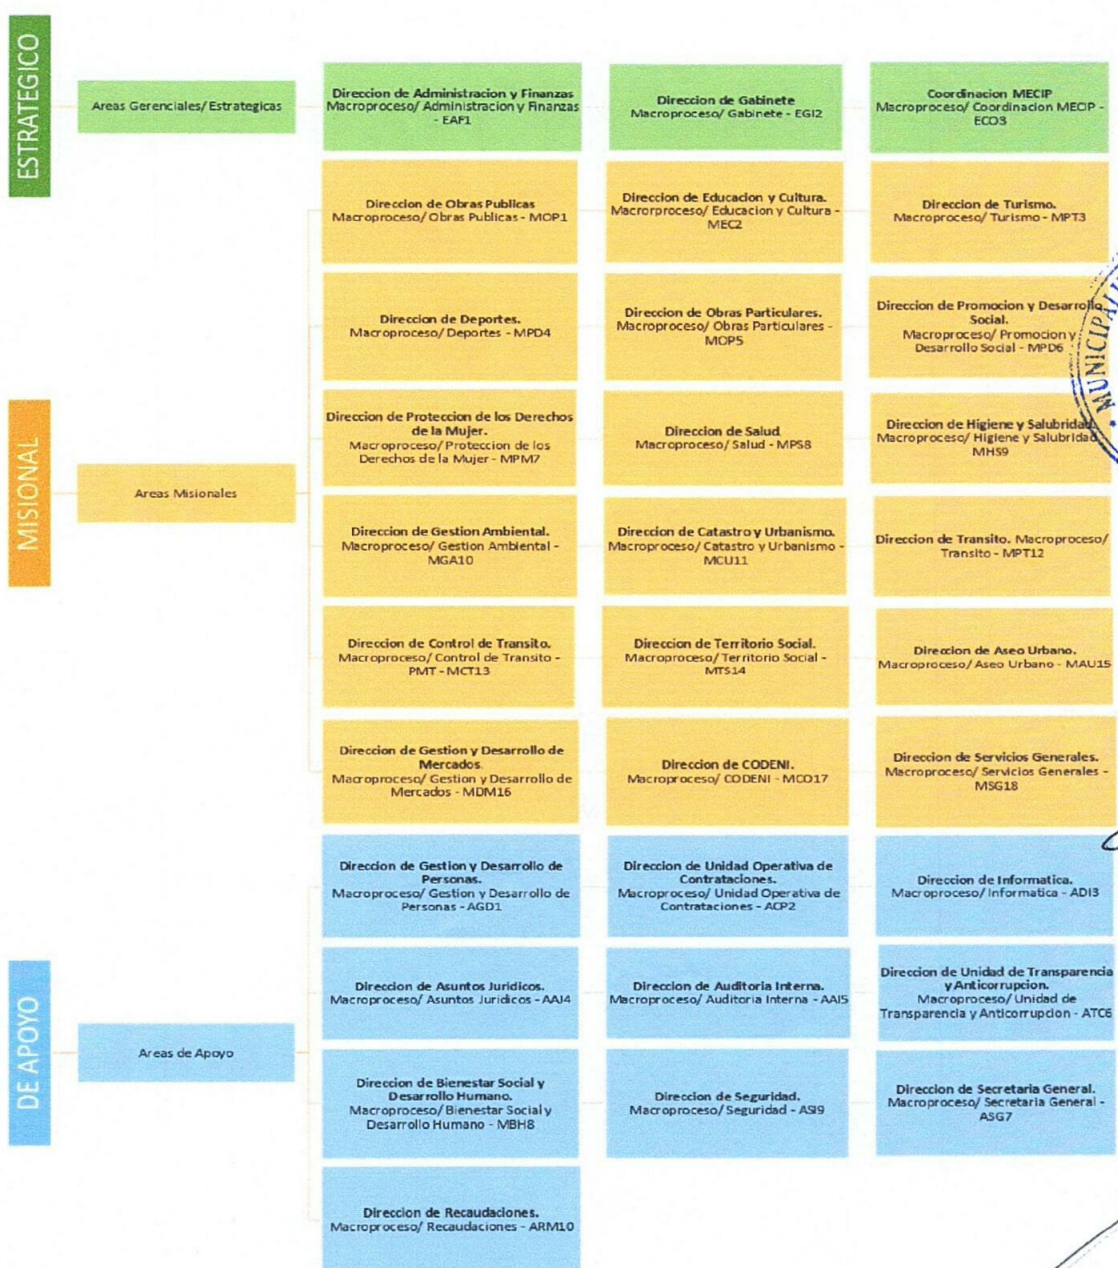 ESTRATEGICO
Areas Gerenciales/ Estrategicas
Direccion de Administracion y Finanzas
Macroproceso/ Administracion y Finanzas
- EAF1
Direccion de Gabinete
Macroproceso/ Gabinete - EGI2
Coordinacion MECIP
Macroproceso/ Coordinacion MECIP -
ECO3
MISIONAL
Areas Misionales
Direccion de Obras Publicas
Macroproceso/ Obras Publicas - MOP1
Direccion de Educacion y Cultura.
Macrorproceso/ Educacion y Cultura -
MEC2
Direccion de Turismo.
Macroproceso/ Turismo - MPT3
Direccion de Deportes.
Macroproceso/ Deportes - MPD4
Direccion de Obras Particulares.
Macroproceso/ Obras Particulares -
MOP5
Direccion de Promocion y Desarrollo
Social.
Macroproceso/ Promocion y
Desarrollo Social - MPD6
Direccion de Proteccion de los Derechos
de la Mujer.
Macroproceso/ Proteccion de los
Derechos de la Mujer - MPM7
Direccion de Salud
Macroproceso/ Salud - MPS8
Direccion de Higiene y Salubridad.
Macroproceso/ Higiene y Salubridad
MHS9
Direccion de Gestion Ambiental.
Macroproceso/ Gestion Ambiental -
MGA10
Direccion de Catastro y Urbanismo.
Macroproceso/ Catastro y Urbanismo -
MCU11
Direccion de Transito. Macroproceso/
Transito - MPT12
Direccion de Control de Transito.
Macroproceso/ Control de Transito -
PMT - MCT13
Direccion de Territorio Social.
Macroproceso/ Territorio Social -
MTS14
Direccion de Aseo Urbano.
Macroproceso/ Aseo Urbano - MAU15
Direccion de Gestion y Desarrollo de
Mercados.
Macroproceso/ Gestion y Desarrollo de
Mercados - MDM16
Direccion de CODENI.
Macroproceso/ CODENI - MCO17
Direccion de Servicios Generales.
Macroproceso/ Servicios Generales -
MSG18
DE APOYO
Areas de Apoyo
Direccion de Gestion y Desarrollo de
Personas.
Macroproceso/ Gestion y Desarrollo de
Personas - AGD1
Direccion de Unidad Operativa de
Contrataciones.
Macroproceso/ Unidad Operativa de
Contrataciones - ACP2
Direccion de Informatica.
Macroproceso/ Informatica - ADI3
Direccion de Asuntos Juridicos.
Macroproceso/ Asuntos Juridicos - AAJ4
Direccion de Auditoria Interna.
Macroproceso/ Auditoria Interna - AAI5
Direccion de Unidad de Transparencia
y Anticorrupcion.
Macroproceso/ Unidad de
Transparencia y Anticorrupcion - ATC6
Direccion de Bienestar Social y
Desarrollo Humano.
Macroproceso/ Bienestar Social y
Desarrollo Humano - MBH8
Direccion de Seguridad.
Macroproceso/ Seguridad - ASI9
Direccion de Secretaria General.
Macroproceso/ Secretaria General -
ASG7
Direccion de Recaudaciones.
Macroproceso/ Recaudaciones - ARM10